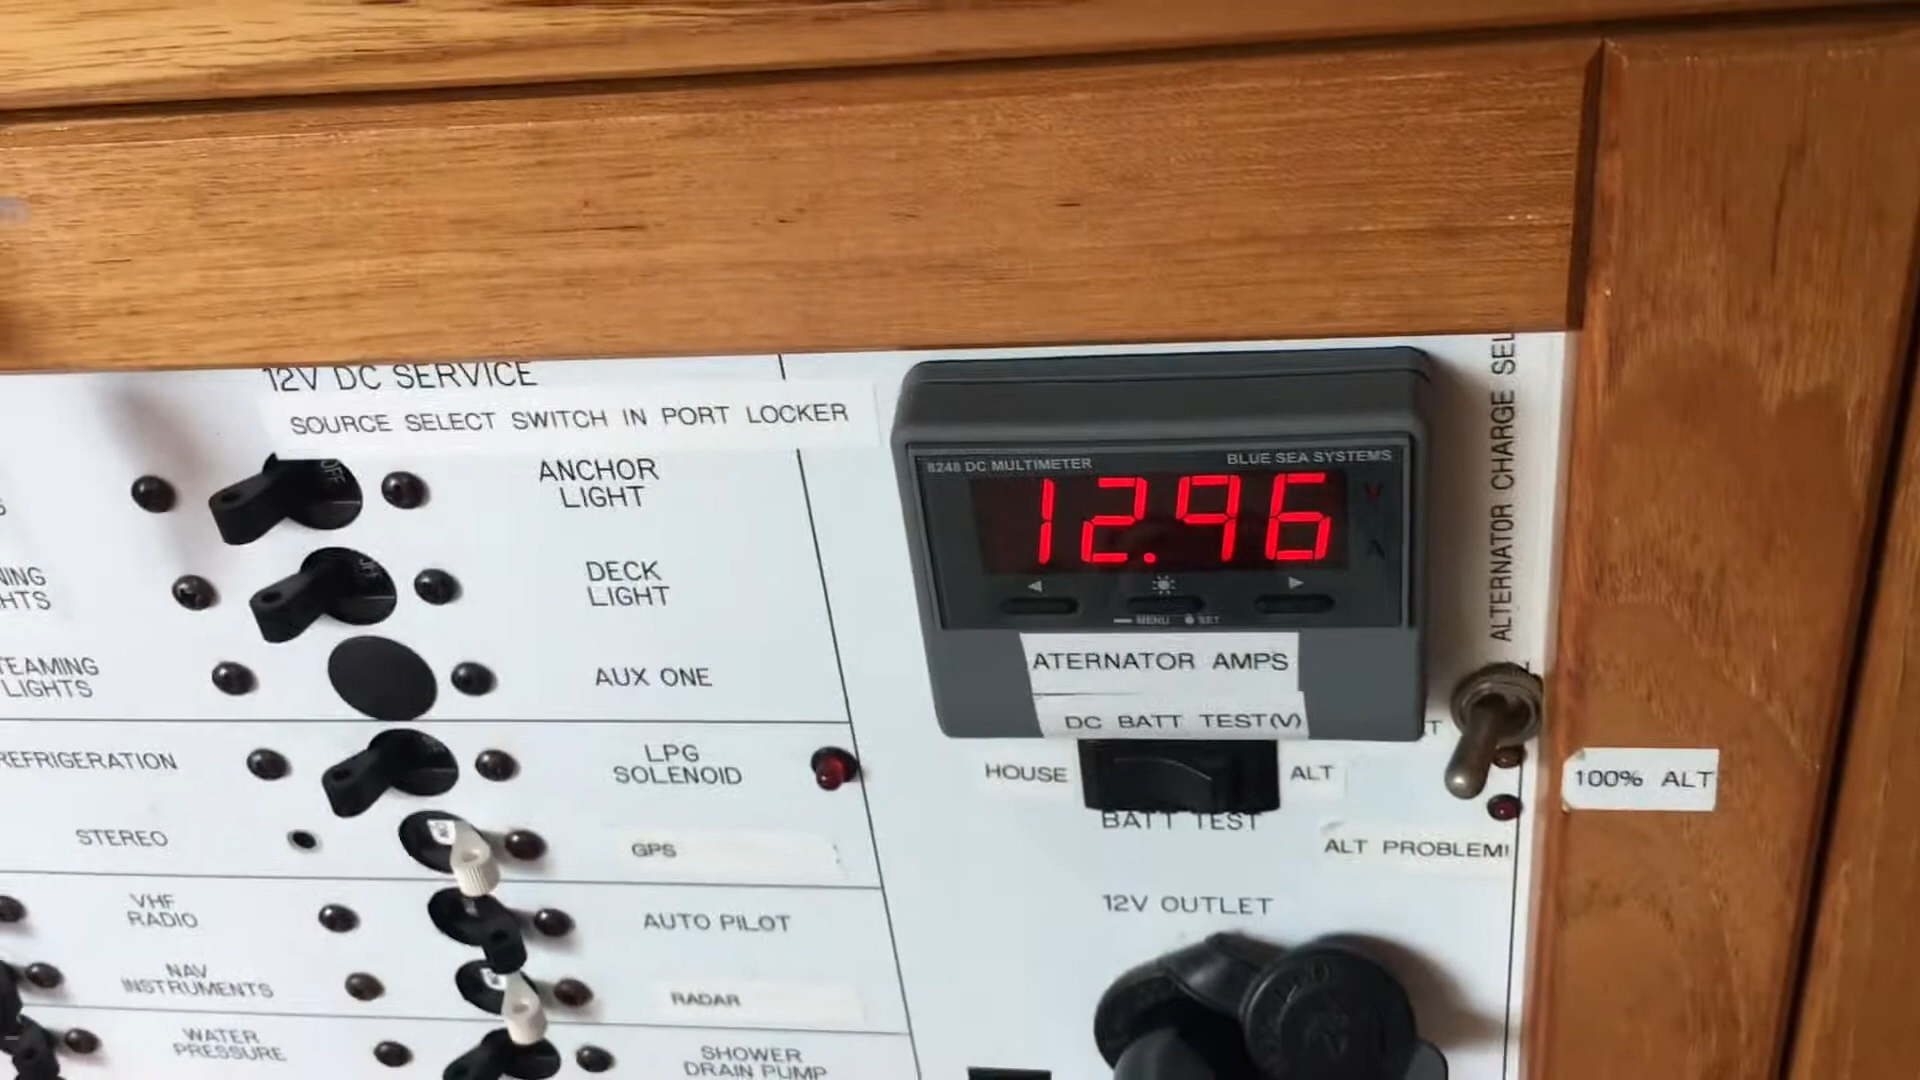 12V DC SERVICE
SOURCE SELECT SWITCH IN PORT LOCKER
OFF
ANCHOR
LIGHT
DECK
LIGHT
AUX ONE
LIGHTS
REFRIGERATION
LPG
SOLENOID
STEREO
GPS
VHF
RADIO
AUTO PILOT
NAV
INSTRUMENTS
RADAR
WATER
PRESSURE
SHOWER
DRAIN PUMP
8248 DC MULTIMETER
BLUE SEA SYSTEMS
12.96
V
A
MENU SET
ATERNATOR AMPS
DC BATT TEST(V)
HOUSE
ALT
BATT TEST
ALTERNATOR CHARGE
100% ALT
ALT PROBLEM!
12V OUTLET